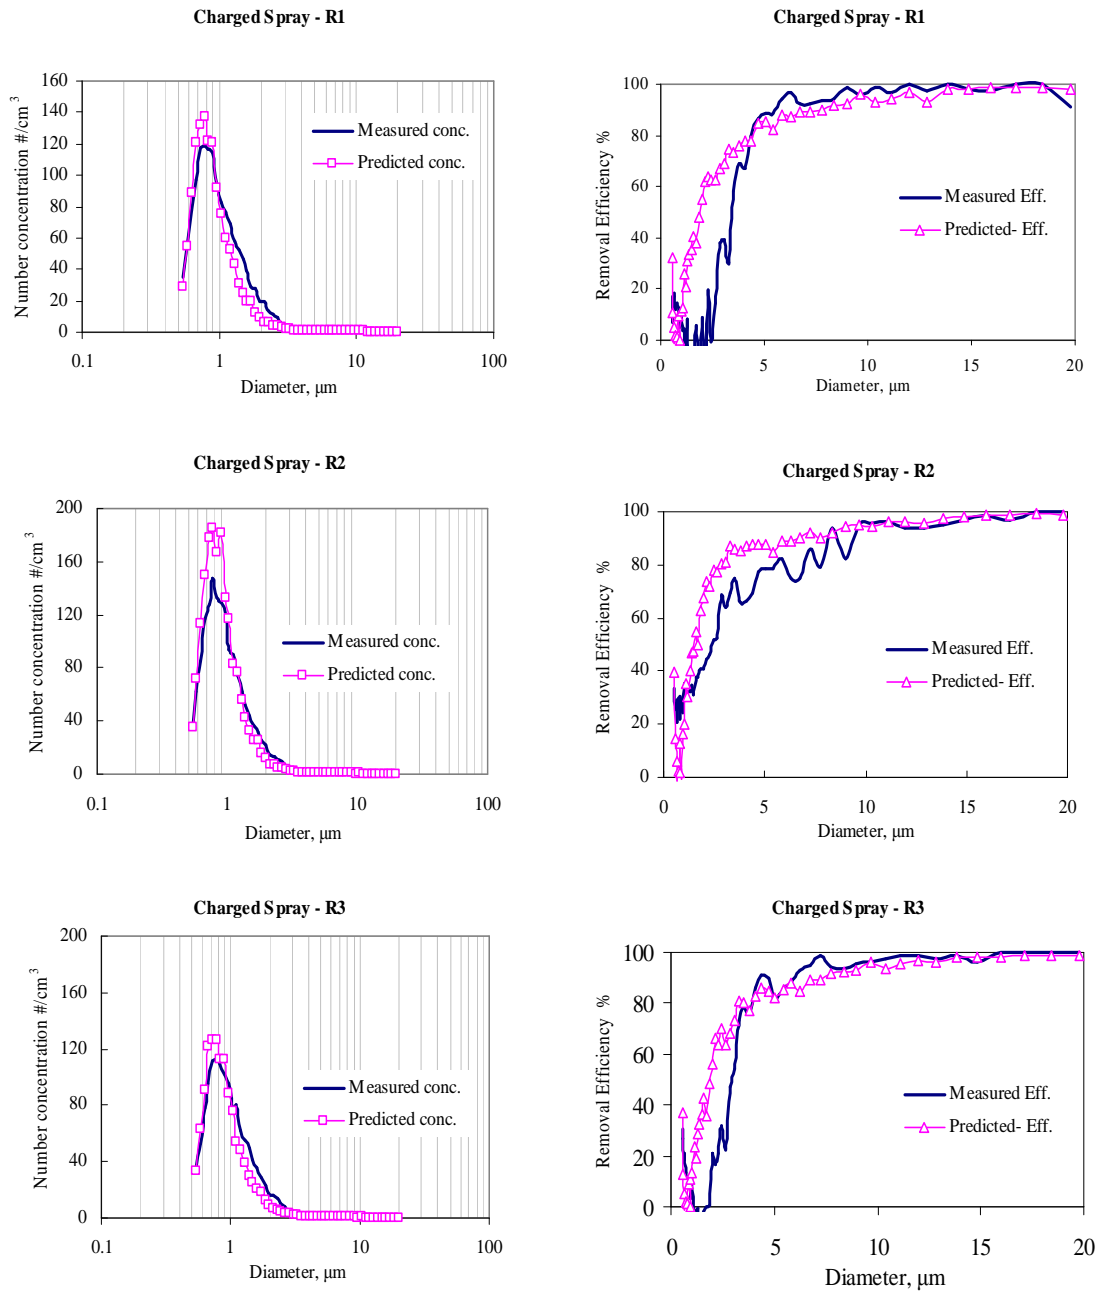 Charged Spray - R1
Number concentration #/cm³
160
140
120
100
80
60
40
20
0
Measured conc.
Predicted conc.
0.1 1 10 100
Diameter, μm
Charged Spray - R1
Removal Efficiency %
100
80
60
40
20
0
Measured Eff.
Predicted- Eff.
0 5 10 15 20
Diameter, μm
Charged Spray - R2
Number concentration #/cm³
200
160
120
80
40
0
Measured conc.
Predicted conc.
0.1 1 10 100
Diameter, μm
Charged Spray - R2
Removal Efficiency %
100
80
60
40
20
0
Measured Eff.
Predicted- Eff.
0 5 10 15 20
Diameter, μm
Charged Spray - R3
Number concentration #/cm³
200
160
120
80
40
0
Measured conc.
Predicted conc.
0.1 1 10 100
Diameter, μm
Charged Spray - R3
Removal Efficiency %
100
80
60
40
20
0
Measured Eff.
Predicted- Eff.
0 5 10 15 20
Diameter, μm